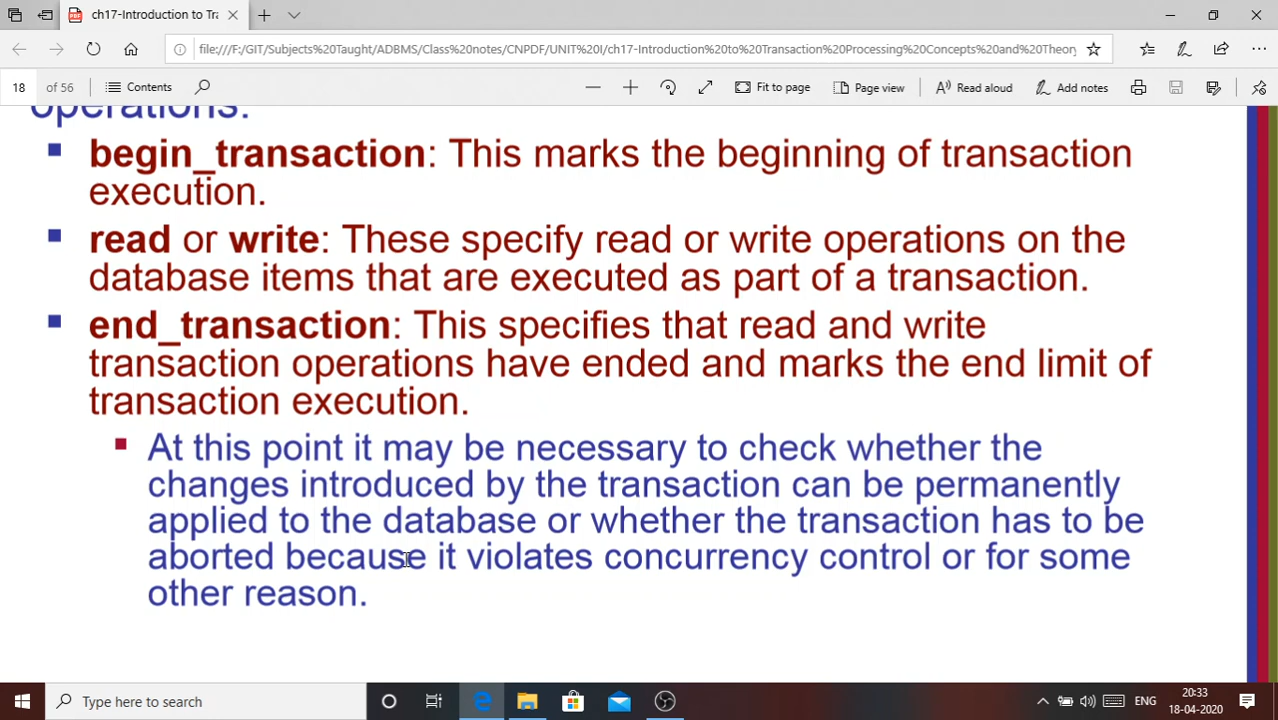 ch17-Introduction to Tra
file:///F:/GIT/Subjects%20Taught/ADBMS/Class%20notes/CNPDF/UNIT%20I/ch17-Introduction%20to%20Transaction%20Processing%20Concepts%20and%20Theory
18 of 56 Contents Fit to page Page view Read aloud Add notes
operations:
begin_transaction: This marks the beginning of transaction
execution.
read or write: These specify read or write operations on the
database items that are executed as part of a transaction.
end_transaction: This specifies that read and write
transaction operations have ended and marks the end limit of
transaction execution.
At this point it may be necessary to check whether the
changes introduced by the transaction can be permanently
applied to the database or whether the transaction has to be
aborted because it violates concurrency control or for some
other reason.
Type here to search ENG 20:33
18-04-2020